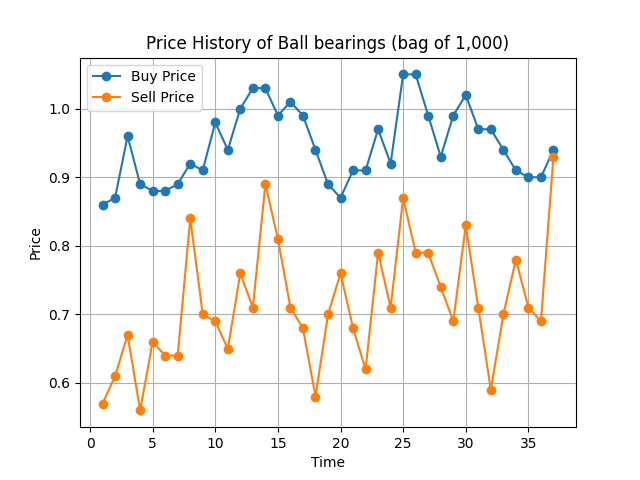 Price History of Ball bearings (bag of 1,000)
Buy Price
Sell Price
1.0
0.9
0.8
0.7
0.6
Price
0 5 10 15 20 25 30 35
Time